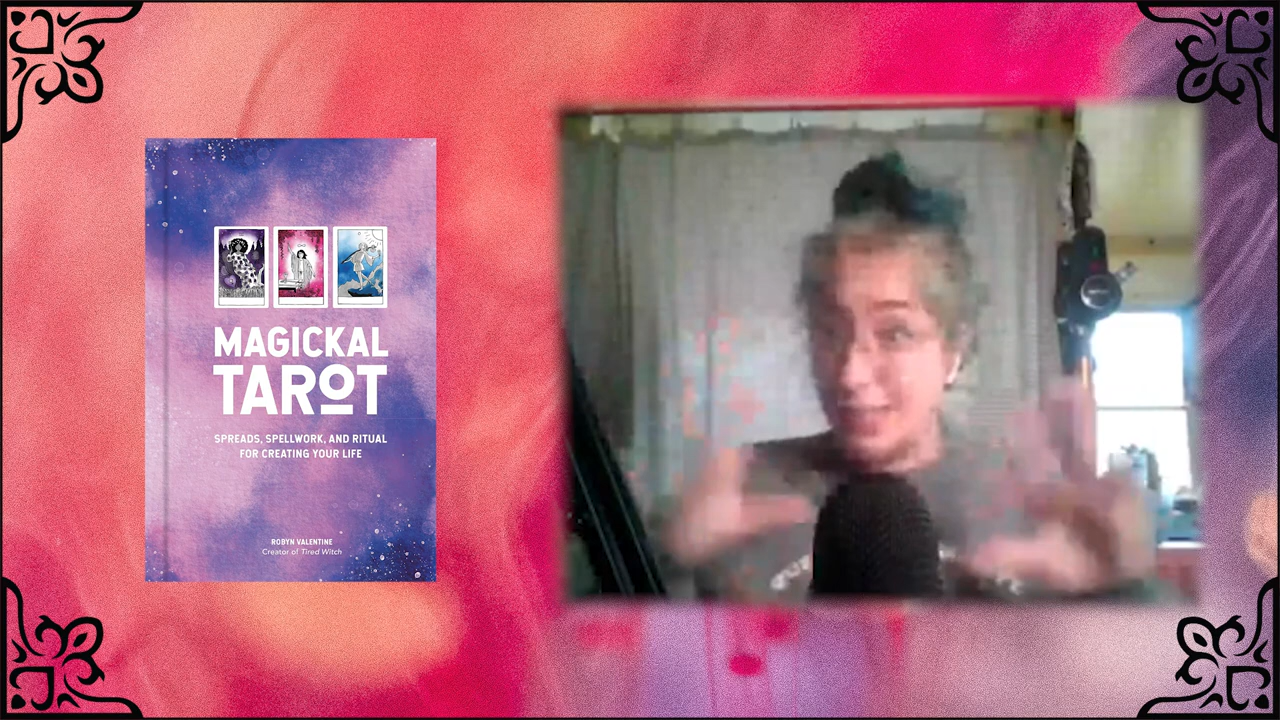 MAGICKAL
TAROT
SPREADS, SPELLWORK, AND RITUAL
FOR CREATING YOUR LIFE
ROBYN VALENTINE
Creator of Tired Witch